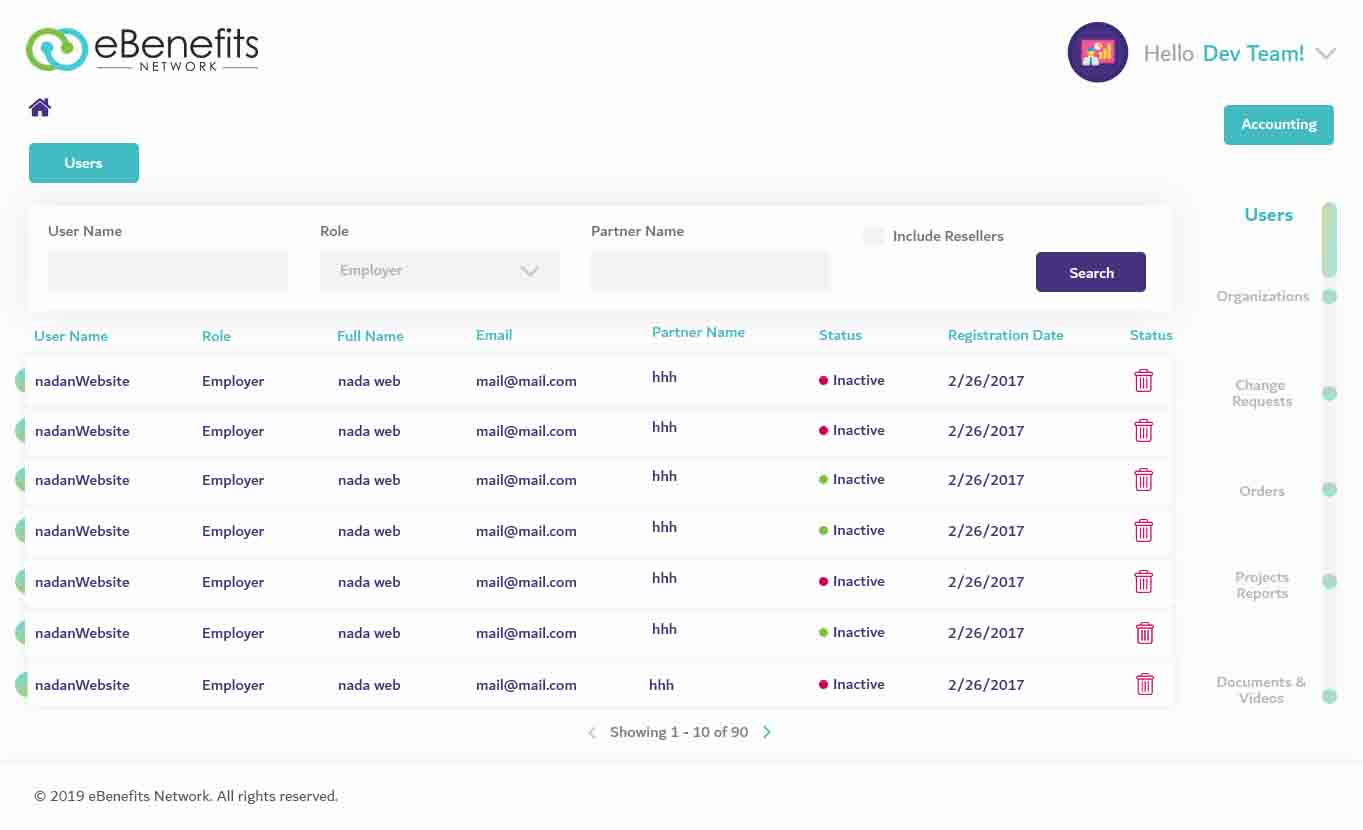 eBenefits
NETWORK
Hello Dev Team!
Accounting
Users
User Name Role Partner Name Include Resellers
Employer
Search
User Name Role Full Name Email Partner Name Status Registration Date Status
nadanWebsite Employer nada web mail@mail.com hhh Inactive 2/26/2017
nadanWebsite Employer nada web mail@mail.com hhh Inactive 2/26/2017
nadanWebsite Employer nada web mail@mail.com hhh Inactive 2/26/2017
nadanWebsite Employer nada web mail@mail.com hhh Inactive 2/26/2017
nadanWebsite Employer nada web mail@mail.com hhh Inactive 2/26/2017
nadanWebsite Employer nada web mail@mail.com hhh Inactive 2/26/2017
nadanWebsite Employer nada web mail@mail.com hhh Inactive 2/26/2017
Showing 1 - 10 of 90
Users
Organizations
Change
Requests
Orders
Projects
Reports
Documents &
Videos
© 2019 eBenefits Network. All rights reserved.